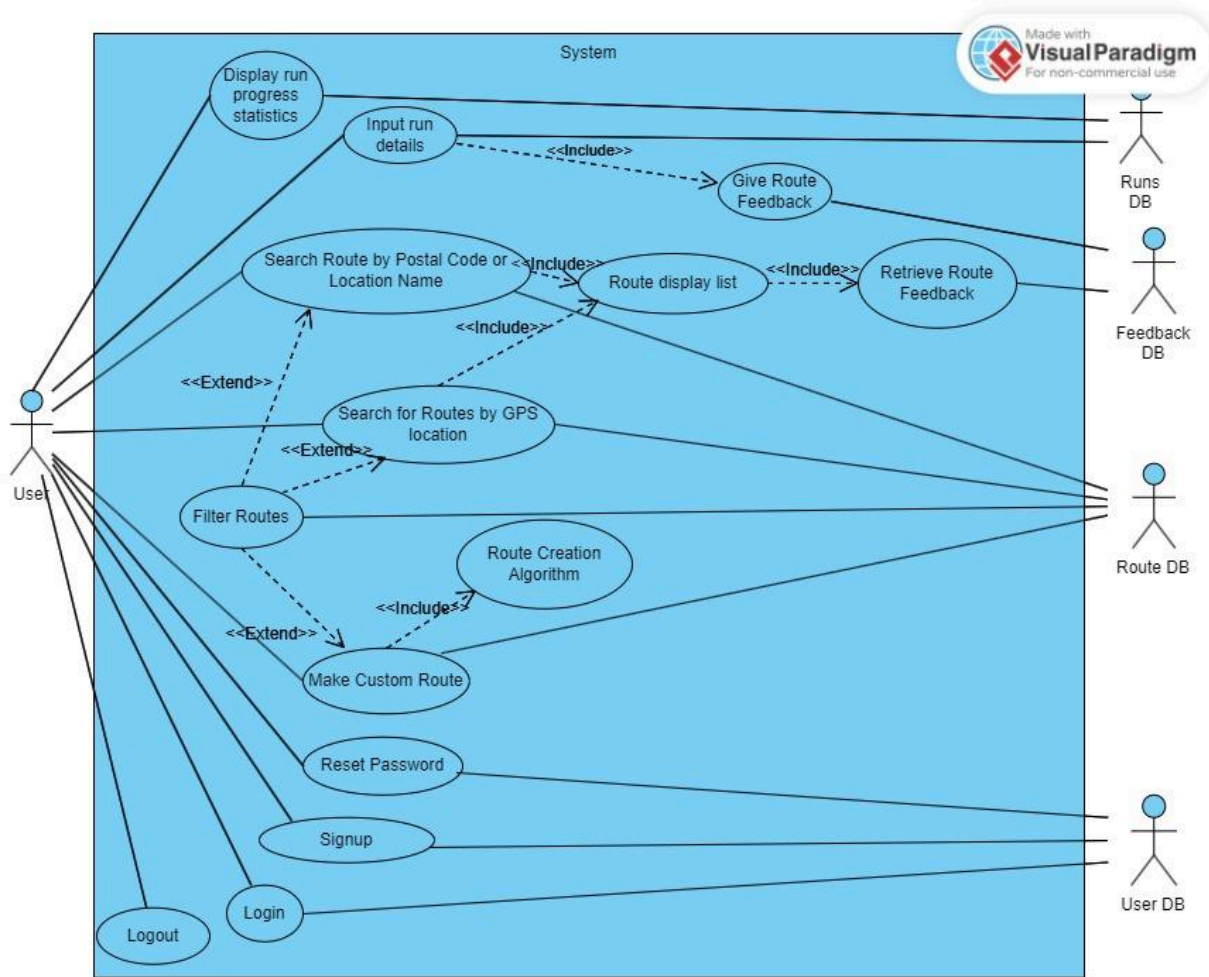 Made with
VisualParadigm
For non-commercial use
System
Display run
progress
statistics
Input run
details
<<Include>>
Give Route
Feedback
Runs
DB
Search Route by Postal Code or
Location Name
<<Include>>
Route display list
<<Include>>
Retrieve Route
Feedback
Feedback
DB
<<Include>>
<<Extend>>
Search for Routes by GPS
location
<<Extend>>
User
Filter Routes
Route Creation
Algorithm
Route DB
<<Include>>
<<Extend>>
Make Custom Route
Reset Password
Signup
Login
User DB
Logout